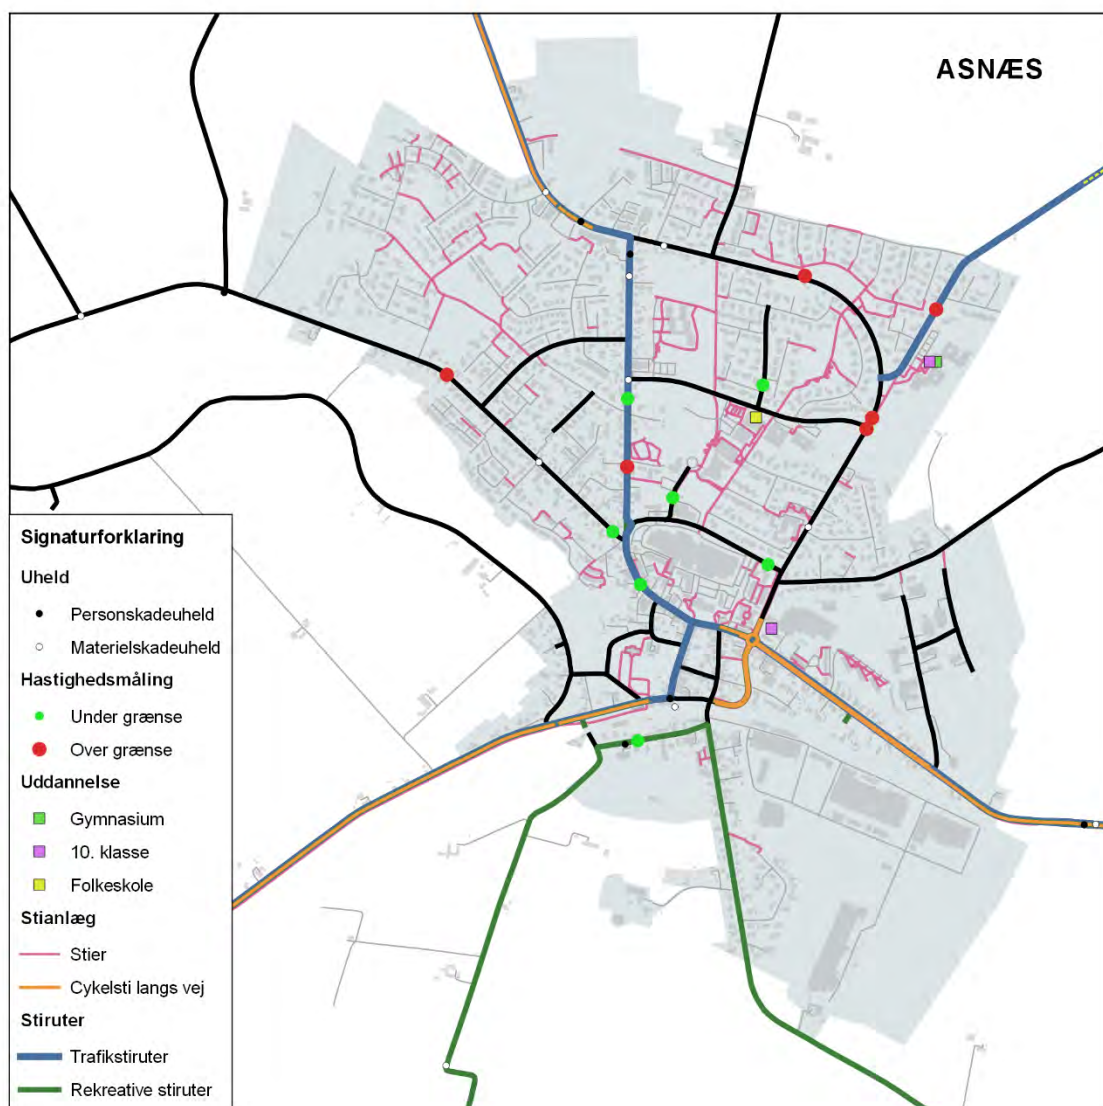 ASNÆS
Signaturforklaring
Uheld
Personskadeuheld
Materielskadeuheld
Hastighedsmåling
Under grænse
Over grænse
Uddannelse
Gymnasium
10. klasse
Folkeskole
Stianlæg
Stier
Cykelsti langs vej
Stiruter
Trafikstiruter
Rekreative stiruter